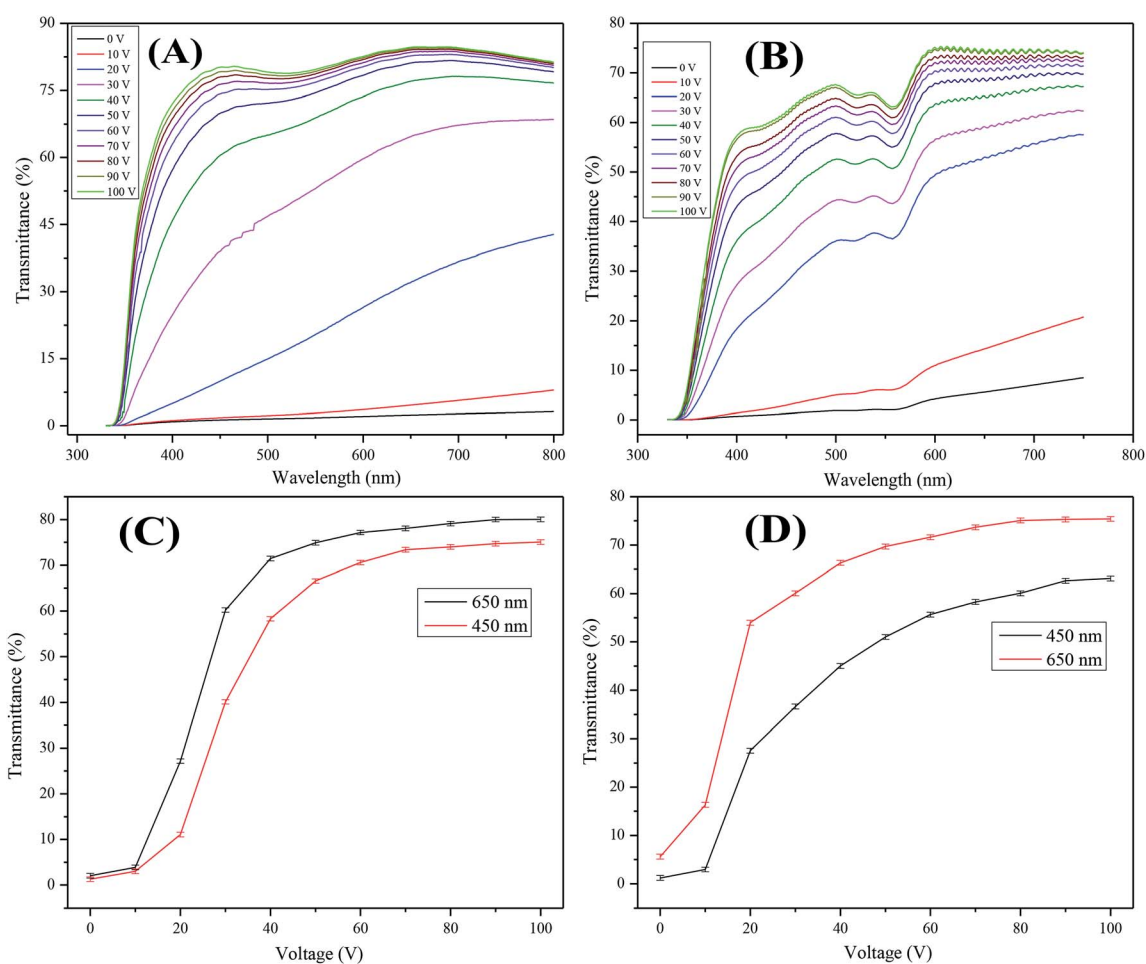 (A)
0 V
10 V
20 V
30 V
40 V
50 V
60 V
70 V
80 V
90 V
100 V
90
75
60
45
30
15
0
Transmittance (%)
300 400 500 600 700 800
Wavelength (nm)
(B)
0 V
10 V
20 V
30 V
40 V
50 V
60 V
70 V
80 V
90 V
100 V
80
70
60
50
40
30
20
10
0
Transmittance (%)
300 400 500 600 700 800
Wavelength (nm)
(C)
650 nm
450 nm
80
70
60
50
40
30
20
10
0
Transmittance (%)
0 20 40 60 80 100
Voltage (V)
(D)
450 nm
650 nm
80
70
60
50
40
30
20
10
0
Transmittance (%)
0 20 40 60 80 100
Voltage (V)